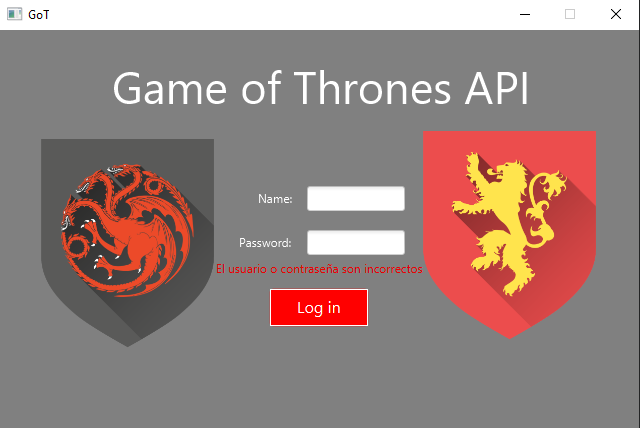 GoT
Game of Thrones API
Name:
Password:
El usuario o contraseña son incorrectos
Log in